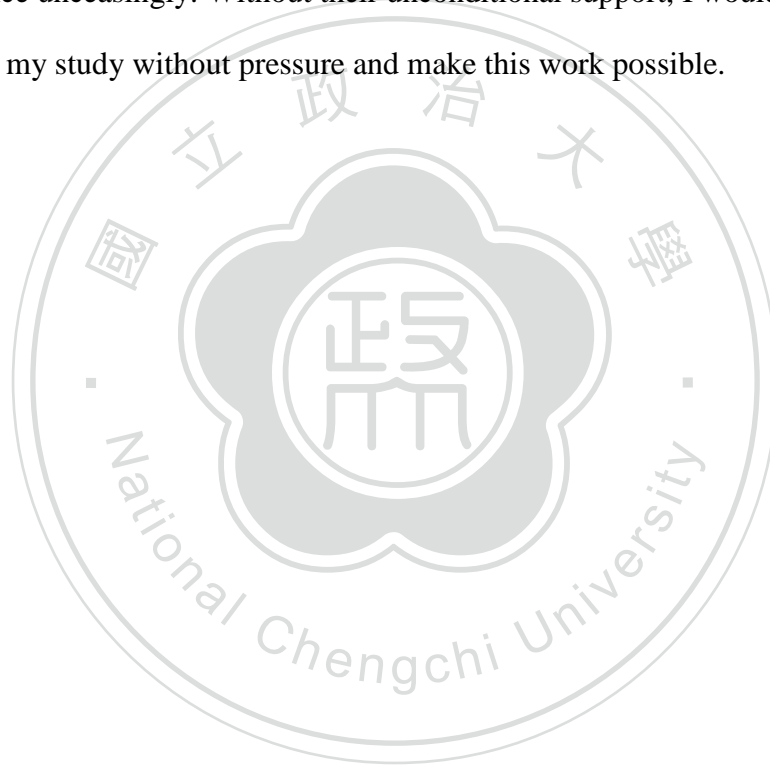 unceasingly. Without their unconditional support, I would
my study without pressure and make this work possible.
國立政治大學
政大
National Chengchi University